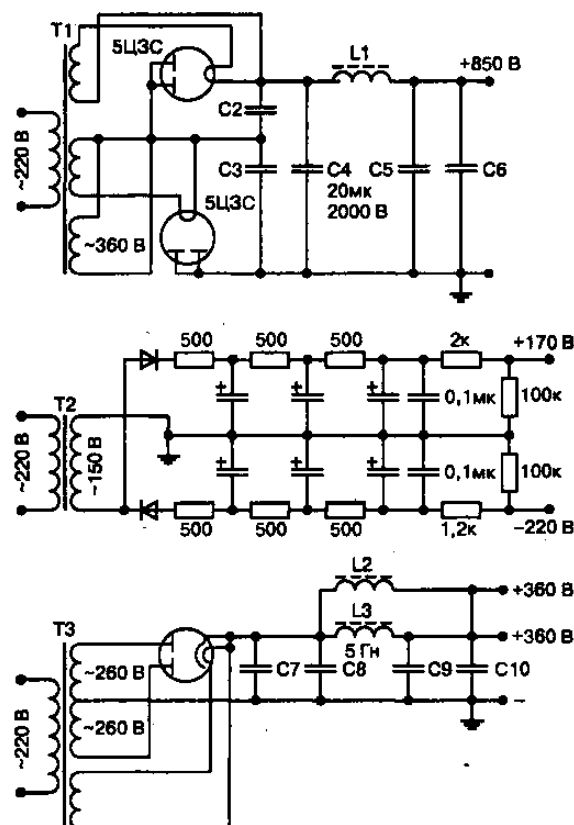 T1
5Ц3С
L1
+850 В
C2
~220 В
C3
C4
20мк
2000 В
C5
C6
5Ц3С
~360 В
500
500
500
2к
+170 В
0,1мк
100к
T2
~220 В
~150 В
0,1мк
100к
500
500
500
1,2к
−220 В
L2
+360 В
L3
+360 В
5 Гн
T3
~260 В
C7
C8
C9
C10
~220 В
~260 В